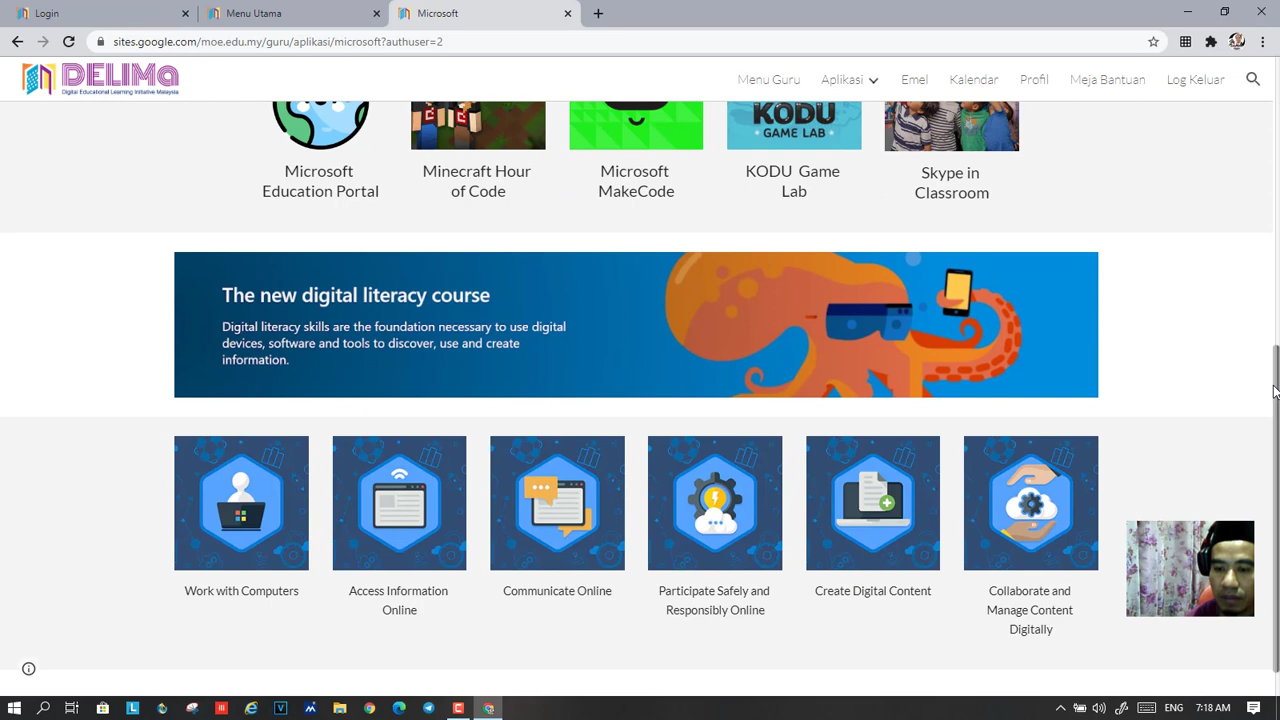 Login
Menu Utama
Microsoft
sites.google.com/moe.edu.my/guru/aplikasi/microsoft?authuser=2
DELIMa
Digital Educational Learning Initiative Malaysia
Menu Guru
Aplikasi
Emel
Kalendar
Profil
Meja Bantuan
Log Keluar
KODU
GAME LAB
Microsoft
Education Portal
Minecraft Hour
of Code
Microsoft
MakeCode
KODU Game
Lab
Skype in
Classroom
The new digital literacy course
Digital literacy skills are the foundation necessary to use digital
devices, software and tools to discover, use and create
information.
Work with Computers
Access Information
Online
Communicate Online
Participate Safely and
Responsibly Online
Create Digital Content
Collaborate and
Manage Content
Digitally
ENG
7:18 AM